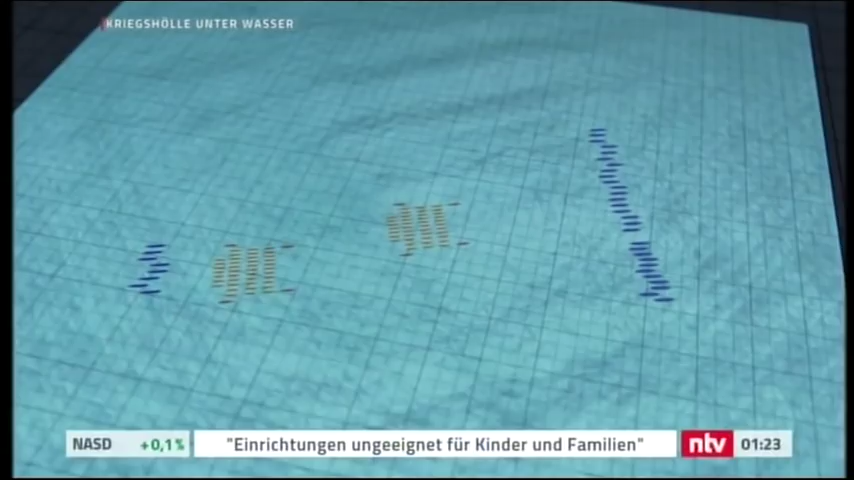 KRIEGSHÖLLE UNTER WASSER
NASD +0,1% "Einrichtungen ungeeignet für Kinder und Familien" ntv 01:23